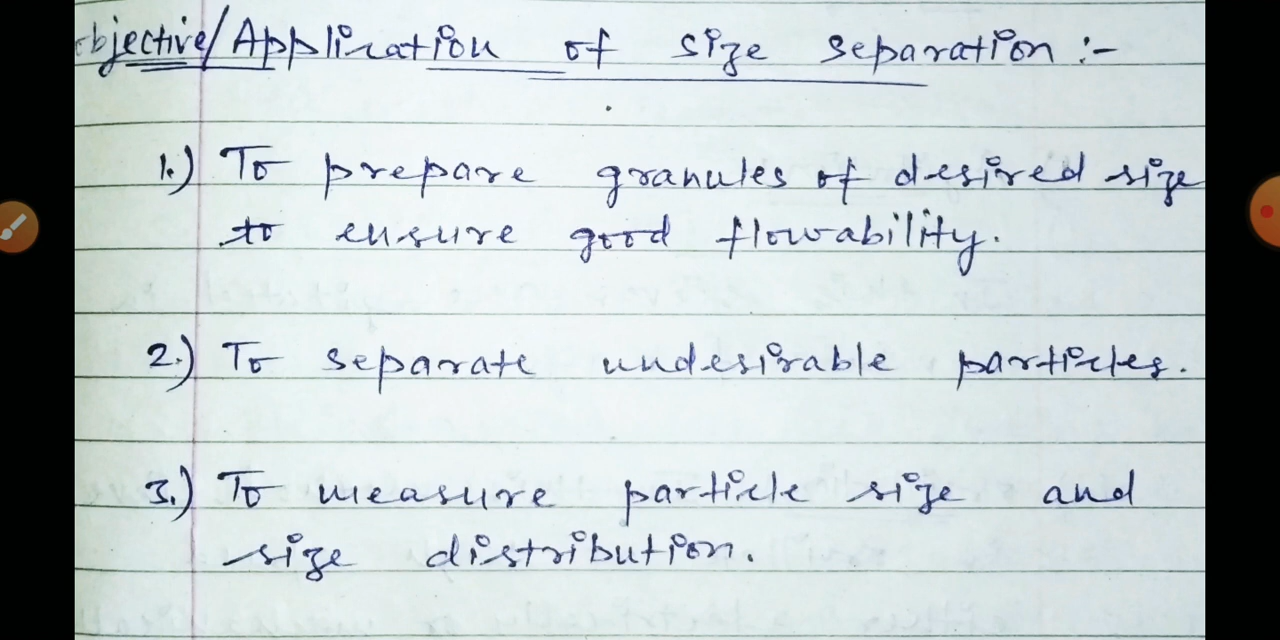 objective/Application of size separation :-
1.) To prepare granules of desired size
to ensure good flowability.
2.) To separate undesirable particles.
3.) To measure particle size and
size distribution.